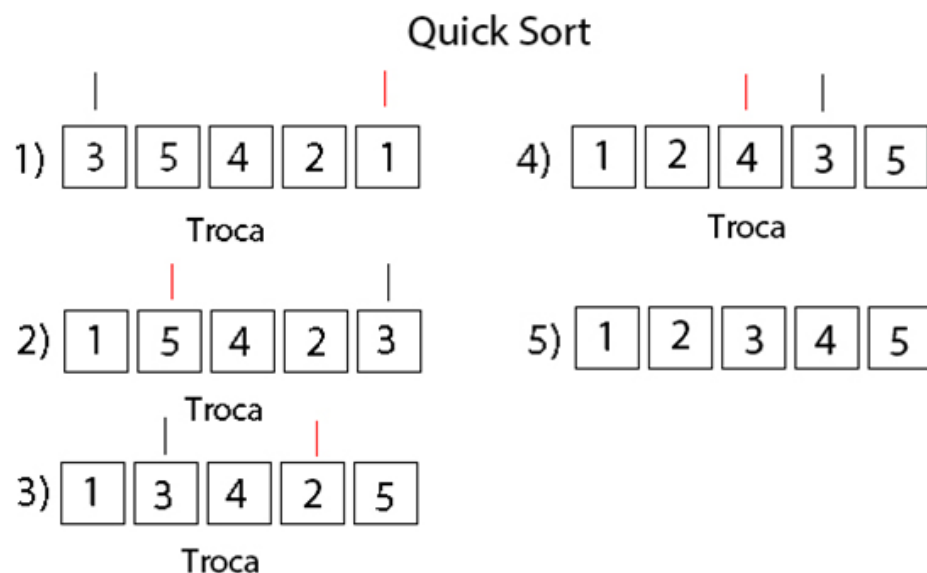 Quick Sort
1) 3 5 4 2 1
Troca
2) 1 5 4 2 3
Troca
3) 1 3 4 2 5
Troca
4) 1 2 4 3 5
Troca
5) 1 2 3 4 5